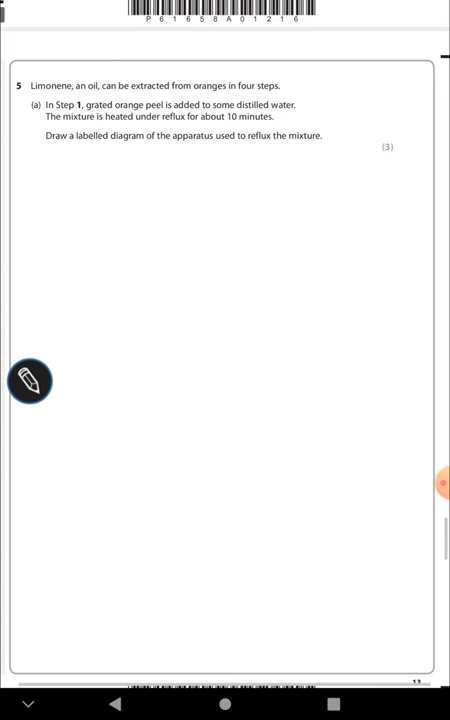 P 6 1 6 5 8 A 0 1 2 1 6
5 Limonene, an oil, can be extracted from oranges in four steps.
(a) In Step 1, grated orange peel is added to some distilled water.
The mixture is heated under reflux for about 10 minutes.
Draw a labelled diagram of the apparatus used to reflux the mixture.
(3)